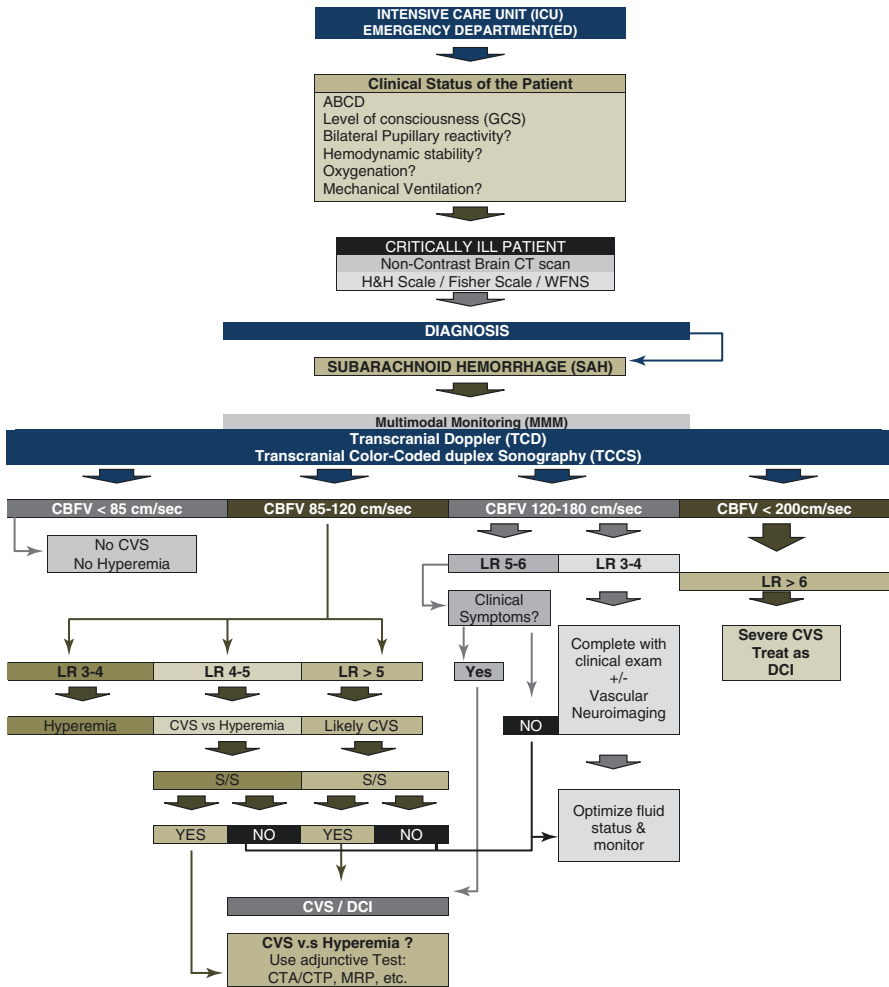 INTENSIVE CARE UNIT (ICU)
EMERGENCY DEPARTMENT(ED)
Clinical Status of the Patient
ABCD
Level of consciousness (GCS)
Bilateral Pupillary reactivity?
Hemodynamic stability?
Oxygenation?
Mechanical Ventilation?
CRITICALLY ILL PATIENT
Non-Contrast Brain CT scan
H&H Scale / Fisher Scale / WFNS
DIAGNOSIS
SUBARACHNOID HEMORRHAGE (SAH)
Multimodal Monitoring (MMM)
Transcranial Doppler (TCD)
Transcranial Color-Coded duplex Sonography (TCCS)
CBFV < 85 cm/sec
CBFV 85-120 cm/sec
CBFV 120-180 cm/sec
CBFV < 200cm/sec
No CVS
No Hyperemia
LR 5-6
LR 3-4
LR > 6
Clinical
Symptoms?
Complete with
clinical exam
+/-
Vascular
Neuroimaging
Severe CVS
Treat as
DCI
LR 3-4
LR 4-5
LR > 5
Yes
Hyperemia
CVS vs Hyperemia
Likely CVS
NO
S/S
S/S
YES
NO
YES
NO
Optimize fluid
status &
monitor
CVS / DCI
CVS v.s Hyperemia ?
Use adjunctive Test:
CTA/CTP, MRP, etc.